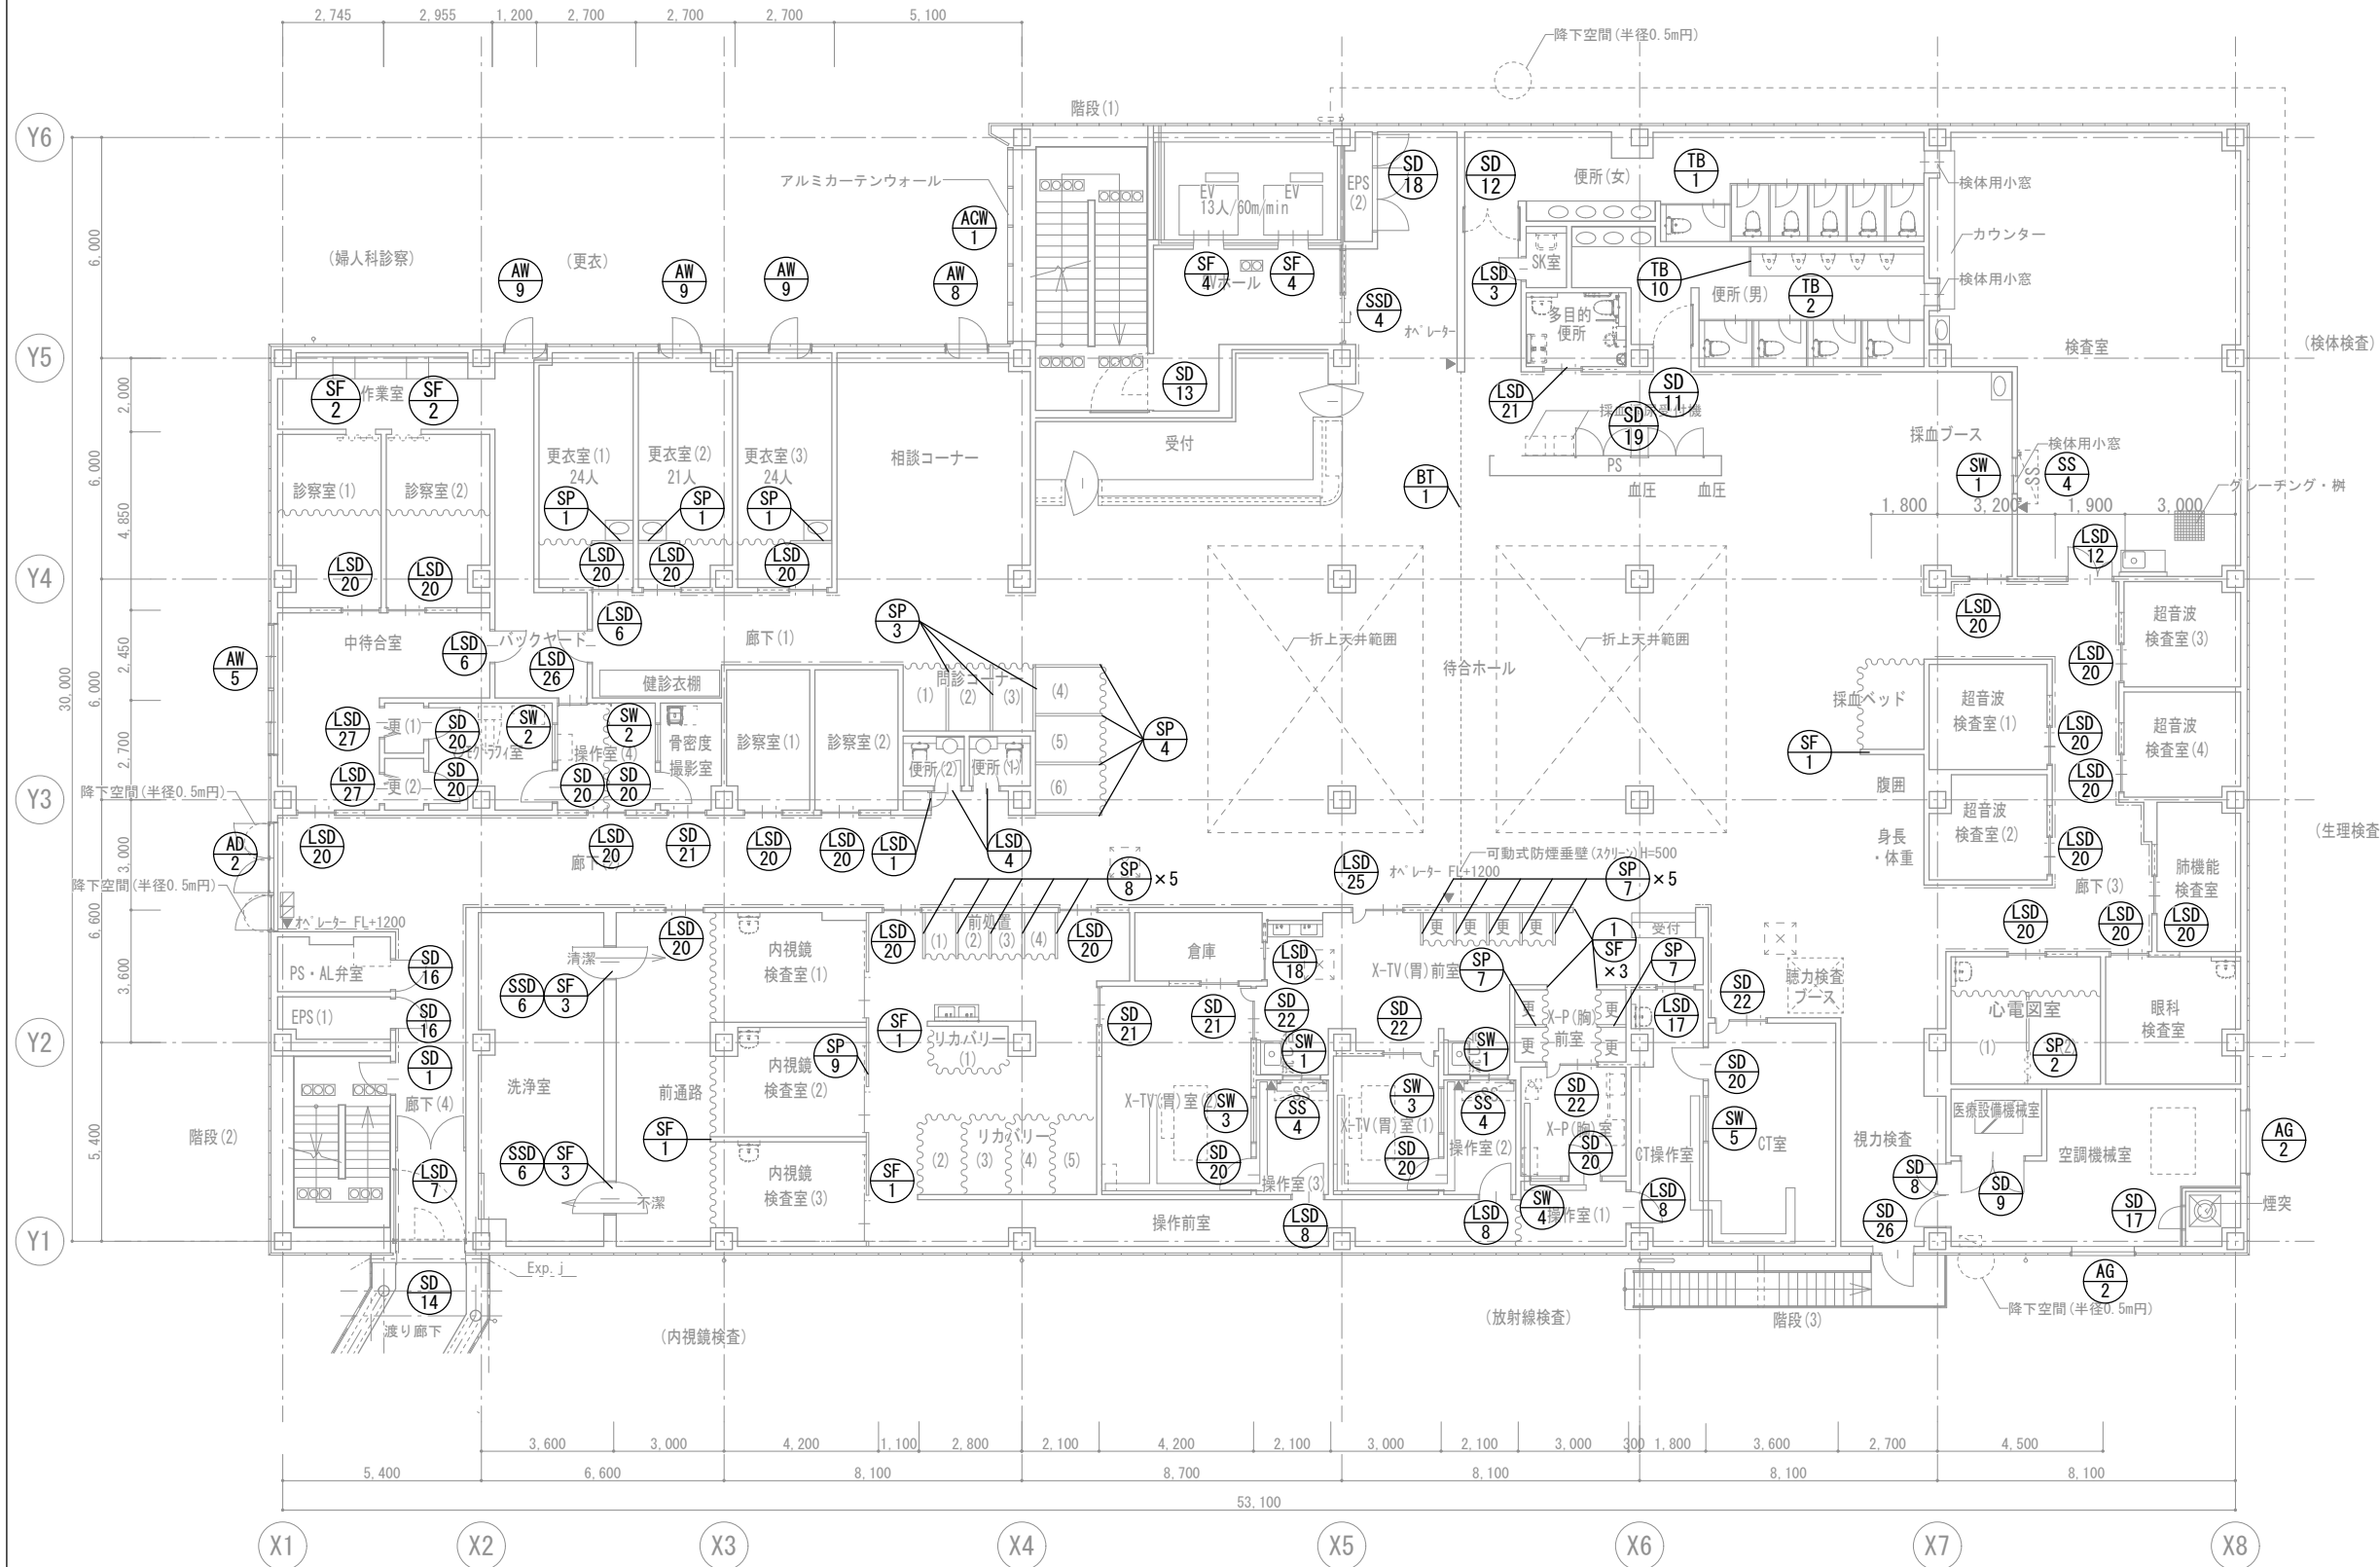 2,745
2,955
1,200
2,700
2,700
2,700
5,100
降下空間(半径0.5m円)
階段(1)
Y6
アルミカーテンウォール
ACW
1
EV
EV
13人/60m/min
EPS
(2)
SD
18
SD
12
便所(女)
TB
1
検体用小窓
カウンター
検体用小窓
(婦人科診察)
(更衣)
AW
9
AW
9
AW
9
AW
8
SF
4
SF
4
SSD
4
LSD
3
SK室
TB
10
TB
2
便所(男)
多目的
便所
オペレーター
6,000
Y5
SD
13
検査室
(検体検査)
2,000
SF
2
作業室
SF
2
LSD
21
SD
11
SD
19
受付
採血ブース
検体用小窓
SW
1
SS
4
グレーチング・桝
更衣室(1)
24人
更衣室(2)
21人
更衣室(3)
24人
相談コーナー
診察室(1)
診察室(2)
SP
1
SP
1
SP
1
BT
1
PS
血圧
血圧
1,800
3,200
1,900
3,000
6,000
4,850
LSD
12
Y4
LSD
20
LSD
20
LSD
20
LSD
20
LSD
20
LSD
20
超音波
検査室(3)
中待合室
LSD
6
バックヤード
LSD
6
LSD
26
廊下(1)
SP
3
折上天井範囲
待合ホール
折上天井範囲
LSD
20
AW
5
健診衣棚
問診コーナー
(1)
(2)
(3)
(4)
(5)
(6)
SP
4
採血ベッド
超音波
検査室(1)
超音波
検査室(4)
2,450
6,000
30,000
2,700
LSD
27
LSD
27
更(1)
更(2)
SD
20
SD
20
SW
2
操作室(4)
SW
2
SD
20
SD
20
骨密度
撮影室
診察室(1)
診察室(2)
便所(2)
便所(1)
SF
1
LSD
20
LSD
20
腹囲
Y3
降下空間(半径0.5m円)
超音波
検査室(2)
身長
・体重
LSD
20
(生理検査
AD
2
LSD
20
LSD
20
廊下(2)
SD
21
LSD
20
LSD
20
LSD
1
LSD
4
SP
8
×5
LSD
25
可動式防煙垂壁(スクリーン)H=500
オペレーター FL+1200
SP
7
×5
廊下(3)
肺機能
検査室
3,000
降下空間(半径0.5m円)
オペレーター FL+1200
LSD
20
LSD
20
LSD
20
6,600
3,600
PS・AL弁室
SD
16
清潔
SSD
6
SF
3
LSD
20
内視鏡
検査室(1)
LSD
20
前処置
(1)
(2)
(3)
(4)
LSD
20
倉庫
LSD
18
X-TV(胃)前室
更
更
更
更
1
SF
×3
受付
SP
7
SP
7
聴力検査
ブース
SD
22
EPS(1)
SD
16
SF
1
リカバリー
(1)
SD
21
SD
21
SD
22
SD
22
更
更
更
更
X-P(胸)
前室
LSD
17
心電図室
(1)
眼科
検査室
SP
2
Y2
SD
1
洗浄室
前通路
内視鏡
検査室(2)
SP
9
SW
1
SW
1
SD
20
廊下(4)
X-TV(胃)室(2)
SW
3
SS
4
SW
3
X-TV(胃)室(1)
SS
4
SD
22
X-P(胸)室
SW
5
CT室
視力検査
医療設備機械室
空調機械室
AG
2
5,400
階段(2)
SF
1
SSD
6
SF
3
不潔
LSD
7
内視鏡
検査室(3)
SF
1
リカバリー
(2)
(3)
(4)
(5)
SD
20
操作室(3)
SD
20
操作室(2)
SD
20
CT操作室
SD
8
SD
9
Y1
操作前室
LSD
8
LSD
8
SW
4
操作室(1)
LSD
8
SD
26
SD
17
煙突
Exp.j
SD
14
渡り廊下
(内視鏡検査)
(放射線検査)
階段(3)
AG
2
降下空間(半径0.5m円)
3,600
3,000
4,200
1,100
2,800
2,100
4,200
2,100
3,000
2,100
3,000
300
1,800
3,600
2,700
4,500
5,400
6,600
8,100
8,700
8,100
8,100
8,100
53,100
X1
X2
X3
X4
X5
X6
X7
X8